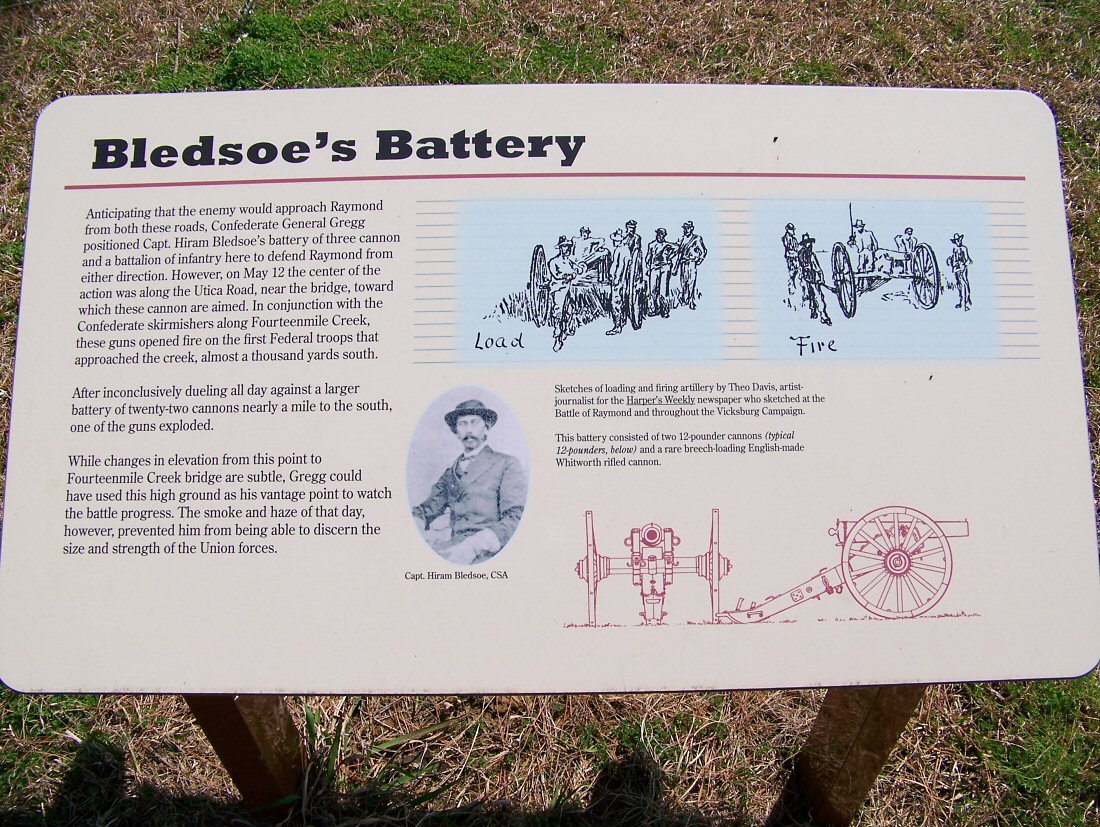 Bledsoe's Battery
Anticipating that the enemy would approach Raymond
from both these roads, Confederate General Gregg
positioned Capt. Hiram Bledsoe's battery of three cannon
and a battalion of infantry here to defend Raymond from
either direction. However, on May 12 the center of the
action was along the Utica Road, near the bridge, toward
which these cannon are aimed. In conjunction with the
Confederate skirmishers along Fourteenmile Creek,
these guns opened fire on the first Federal troops that
approached the creek, almost a thousand yards south.
After inconclusively dueling all day against a larger
battery of twenty-two cannons nearly a mile to the south,
one of the guns exploded.
While changes in elevation from this point to
Fourteenmile Creek bridge are subtle, Gregg could
have used this high ground as his vantage point to watch
the battle progress. The smoke and haze of that day,
however, prevented him from being able to discern the
size and strength of the Union forces.
Capt. Hiram Bledsoe, CSA
Load
Fire
Sketches of loading and firing artillery by Theo Davis, artist-
journalist for the Harper's Weekly newspaper who sketched at the
Battle of Raymond and throughout the Vicksburg Campaign.
This battery consisted of two 12-pounder cannons (typical
12-pounders, below) and a rare breech-loading English-made
Whitworth rifled cannon.